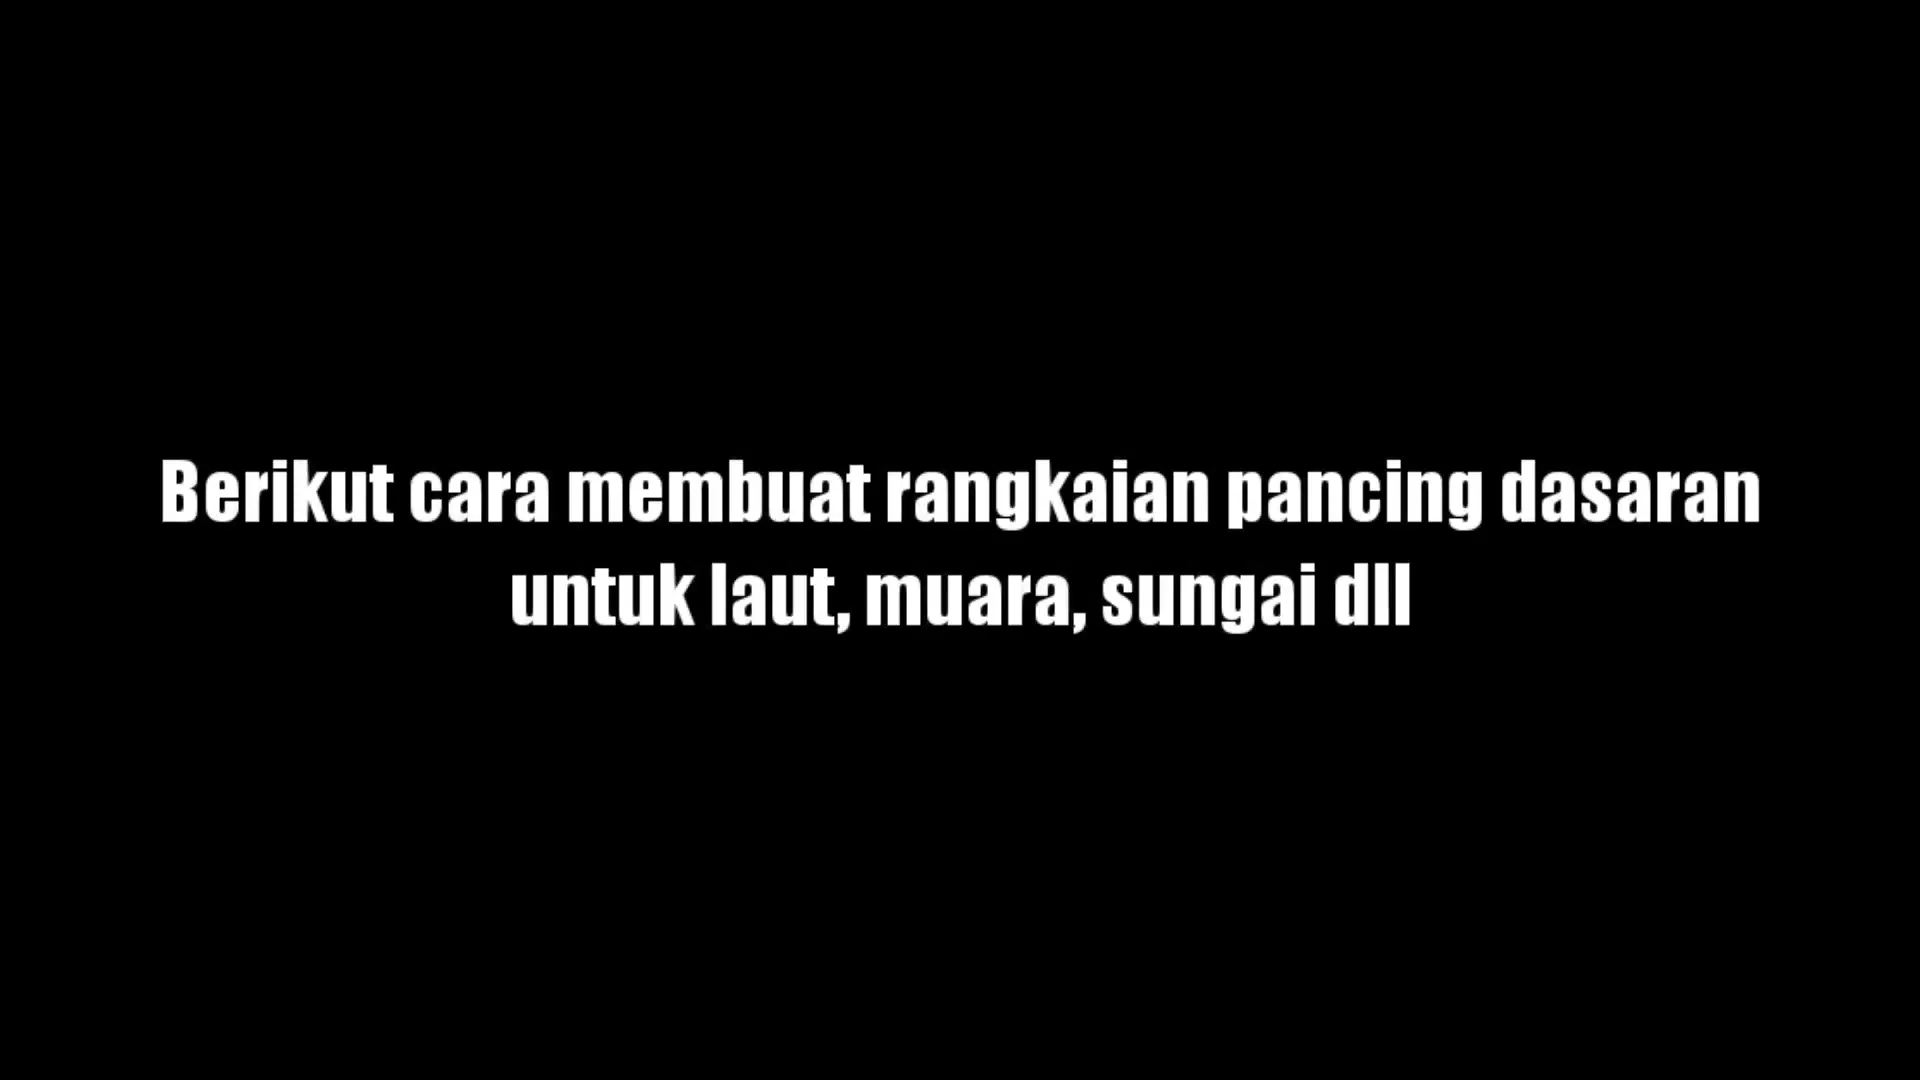 Berikut cara membuat rangkaian pancing dasaran
untuk laut, muara, sungai dll